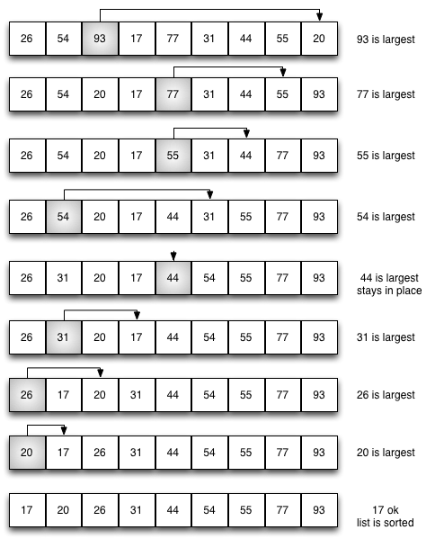 26 54 93 17 77 31 44 55 20 93 is largest
26 54 20 17 77 31 44 55 93 77 is largest
26 54 20 17 55 31 44 77 93 55 is largest
26 54 20 17 44 31 55 77 93 54 is largest
26 31 20 17 44 54 55 77 93 44 is largest
stays in place
26 31 20 17 44 54 55 77 93 31 is largest
26 17 20 31 44 54 55 77 93 26 is largest
20 17 26 31 44 54 55 77 93 20 is largest
17 20 26 31 44 54 55 77 93 17 ok
list is sorted